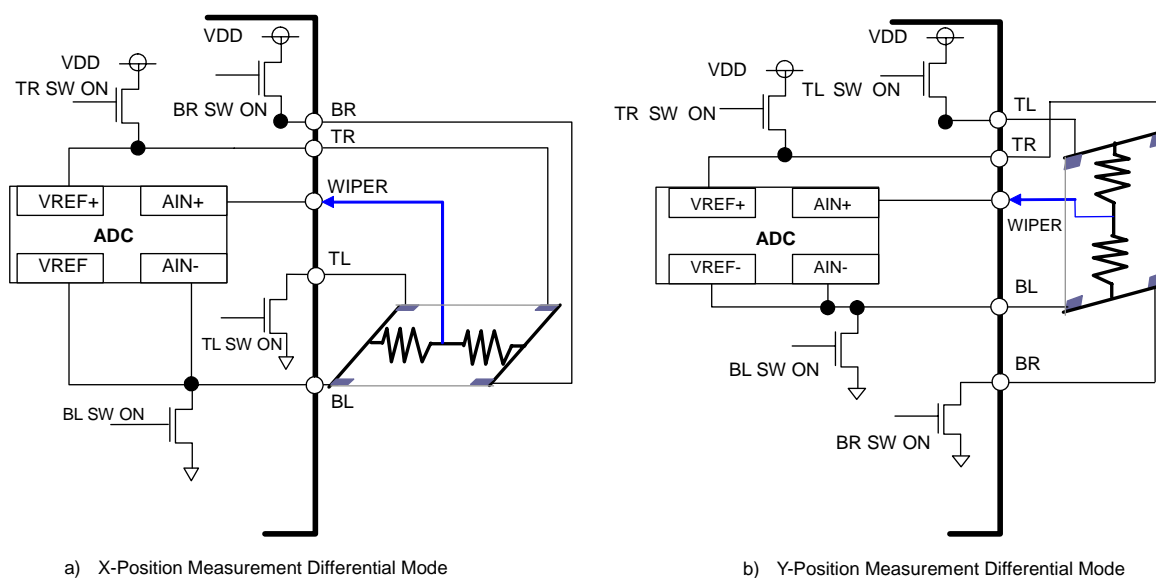 VDD
VDD
TR SW ON
BR SW ON
BR
TR
WIPER
VREF+
AIN+
ADC
VREF
AIN-
TL
TL SW ON
BL
BL SW ON
a) X-Position Measurement Differential Mode
VDD
VDD
TL SW ON
TR SW ON
TL
TR
VREF+
AIN+
WIPER
ADC
VREF-
AIN-
BL
BL SW ON
BR
BR SW ON
b) Y-Position Measurement Differential Mode